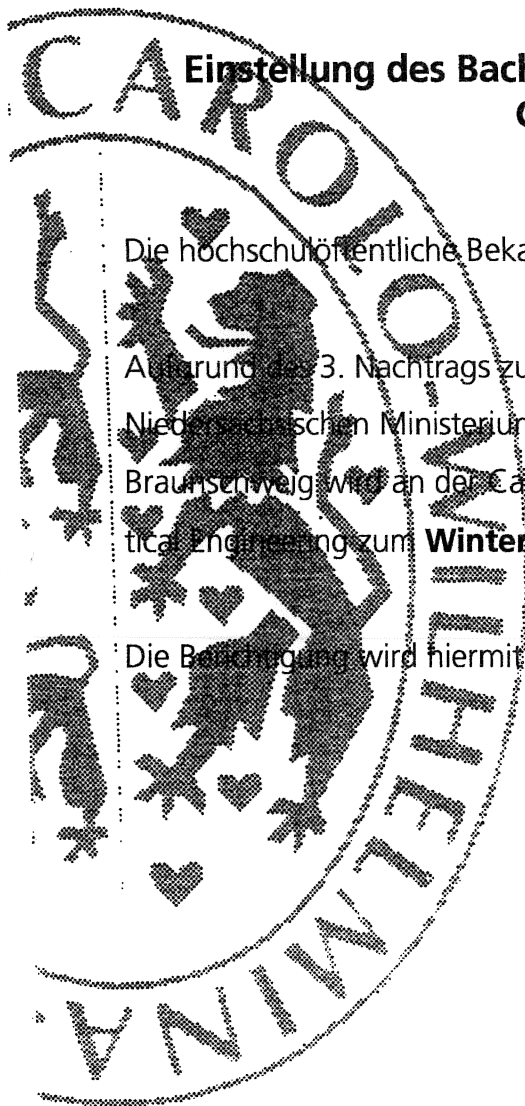 CAROLO-WILHELMINA
Einstellung des Bach
Die hochschulöffentliche Beka
Aufgrund des 3. Nachtrags zu
Niedersächsischen Ministerium
Braunschweig wird an der Ca
tical Engineering zum Winter
Die Berichtigung wird hiermit